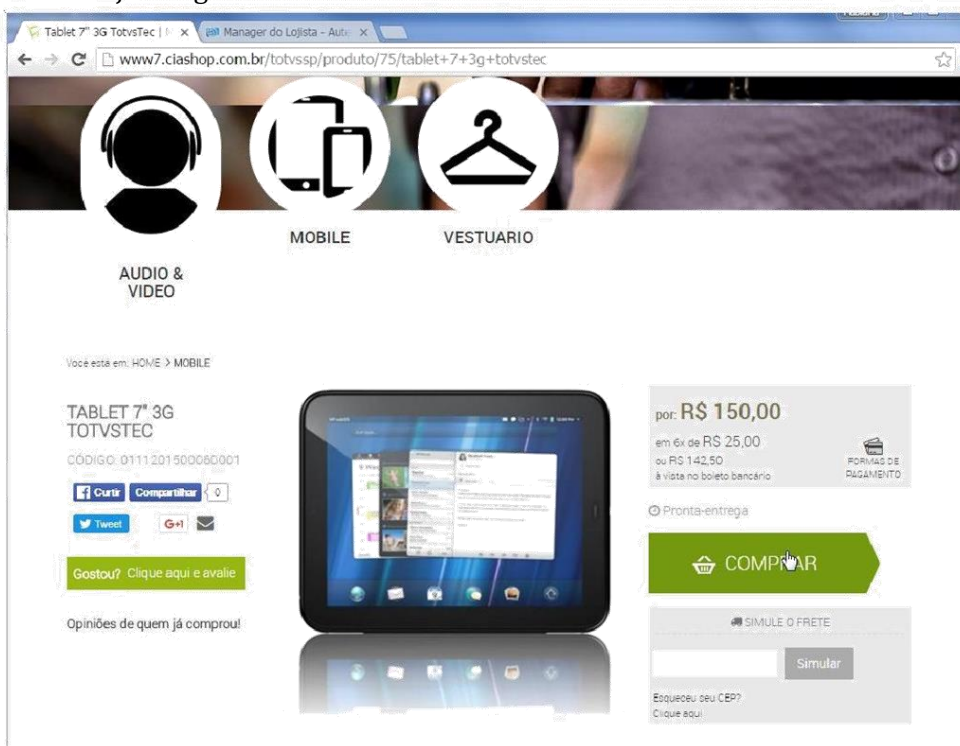 Tablet 7" 3G TotvsTec |
Manager do Lojista - Aute
www7.ciashop.com.br/totvssp/produto/75/tablet+7+3g+totvstec
MOBILE
VESTUARIO
AUDIO &
VIDEO
Você está em: HOME > MOBILE
TABLET 7" 3G
TOTVSTEC
CÓDIGO: 0111201500060001
Curtir Compartilhar 0
Tweet G+1
Gostou? Clique aqui e avalie
Opiniões de quem já comprou!
por: R$ 150,00
em 6x de R$ 25,00
ou R$ 142,50
à vista no boleto bancário
FORMAS DE
PAGAMENTO
Pronta-entrega
COMPRAR
SIMULE O FRETE
Simular
Esqueceu seu CEP?
Clique aqui